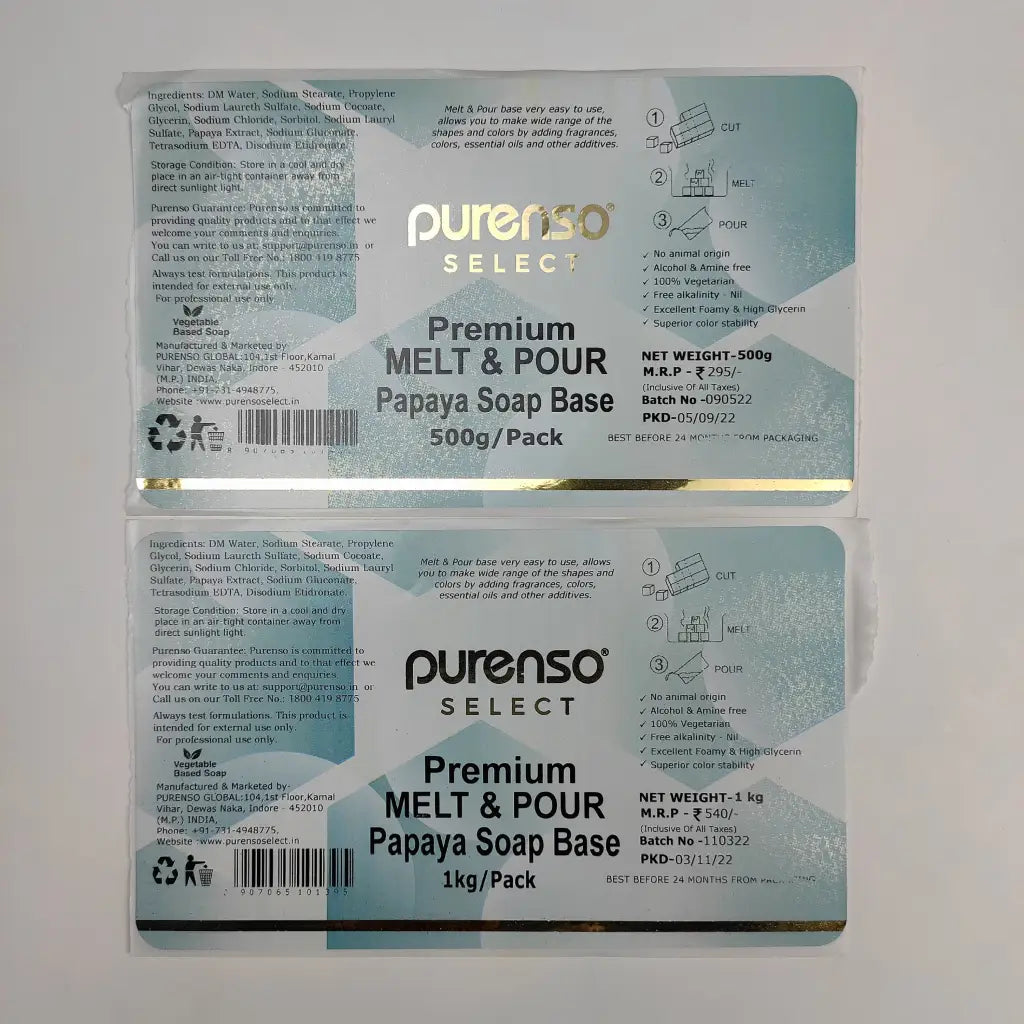 Ingredients: DM Water, Sodium Stearate, Propylene
Glycol, Sodium Laureth Sulfate, Sodium Cocoate,
Glycerin, Sodium Chloride, Sorbitol, Sodium Lauryl
Sulfate, Papaya Extract, Sodium Gluconate,
Tetrasodium EDTA, Disodium Etidronate.
Storage Condition: Store in a cool and dry
place in an air-tight container away from
direct sunlight light.
Purenso Guarantee: Purenso is committed to
providing quality products and to that effect we
welcome your comments and enquiries.
You can write to us at: support@purenso.in or
Call us on our Toll Free No.: 1800 419 8775
Always test formulations. This product is
intended for external use only.
For professional use only.
Vegetable
Based Soap
Manufactured & Marketed by-
PURENSO GLOBAL:104,1st Floor,Kamal
Vihar, Dewas Naka, Indore - 452010
(M.P.) INDIA,
Phone: +91-731-4948775,
Website :www.purensoselect.in
Melt & Pour base very easy to use,
allows you to make wide range of the
shapes and colors by adding fragrances,
colors, essential oils and other additives.
purenso®
SELECT
Premium
MELT & POUR
Papaya Soap Base
500g/Pack
1 CUT
2 MELT
3 POUR
✓ No animal origin
✓ Alcohol & Amine free
✓ 100% Vegetarian
✓ Free alkalinity - Nil
✓ Excellent Foamy & High Glycerin
✓ Superior color stability
NET WEIGHT-500g
M.R.P - ₹ 295/-
(Inclusive Of All Taxes)
Batch No -090522
PKD-05/09/22
BEST BEFORE 24 MONTHS FROM PACKAGING
Ingredients: DM Water, Sodium Stearate, Propylene
Glycol, Sodium Laureth Sulfate, Sodium Cocoate,
Glycerin, Sodium Chloride, Sorbitol, Sodium Lauryl
Sulfate, Papaya Extract, Sodium Gluconate,
Tetrasodium EDTA, Disodium Etidronate.
Storage Condition: Store in a cool and dry
place in an air-tight container away from
direct sunlight light.
Purenso Guarantee: Purenso is committed to
providing quality products and to that effect we
welcome your comments and enquiries.
You can write to us at: support@purenso.in or
Call us on our Toll Free No.: 1800 419 8775
Always test formulations. This product is
intended for external use only.
For professional use only.
Vegetable
Based Soap
Manufactured & Marketed by-
PURENSO GLOBAL:104,1st Floor,Kamal
Vihar, Dewas Naka, Indore - 452010
(M.P.) INDIA,
Phone: +91-731-4948775,
Website :www.purensoselect.in
907065 101395
Melt & Pour base very easy to use, allows
you to make wide range of the shapes and
colors by adding fragrances, colors,
essential oils and other additives.
purenso®
SELECT
Premium
MELT & POUR
Papaya Soap Base
1kg/Pack
1 CUT
2 MELT
3 POUR
✓ No animal origin
✓ Alcohol & Amine free
✓ 100% Vegetarian
✓ Free alkalinity - Nil
✓ Excellent Foamy & High Glycerin
✓ Superior color stability
NET WEIGHT-1 kg
M.R.P - ₹ 540/-
(Inclusive Of All Taxes)
Batch No -110322
PKD-03/11/22
BEST BEFORE 24 MONTHS FROM